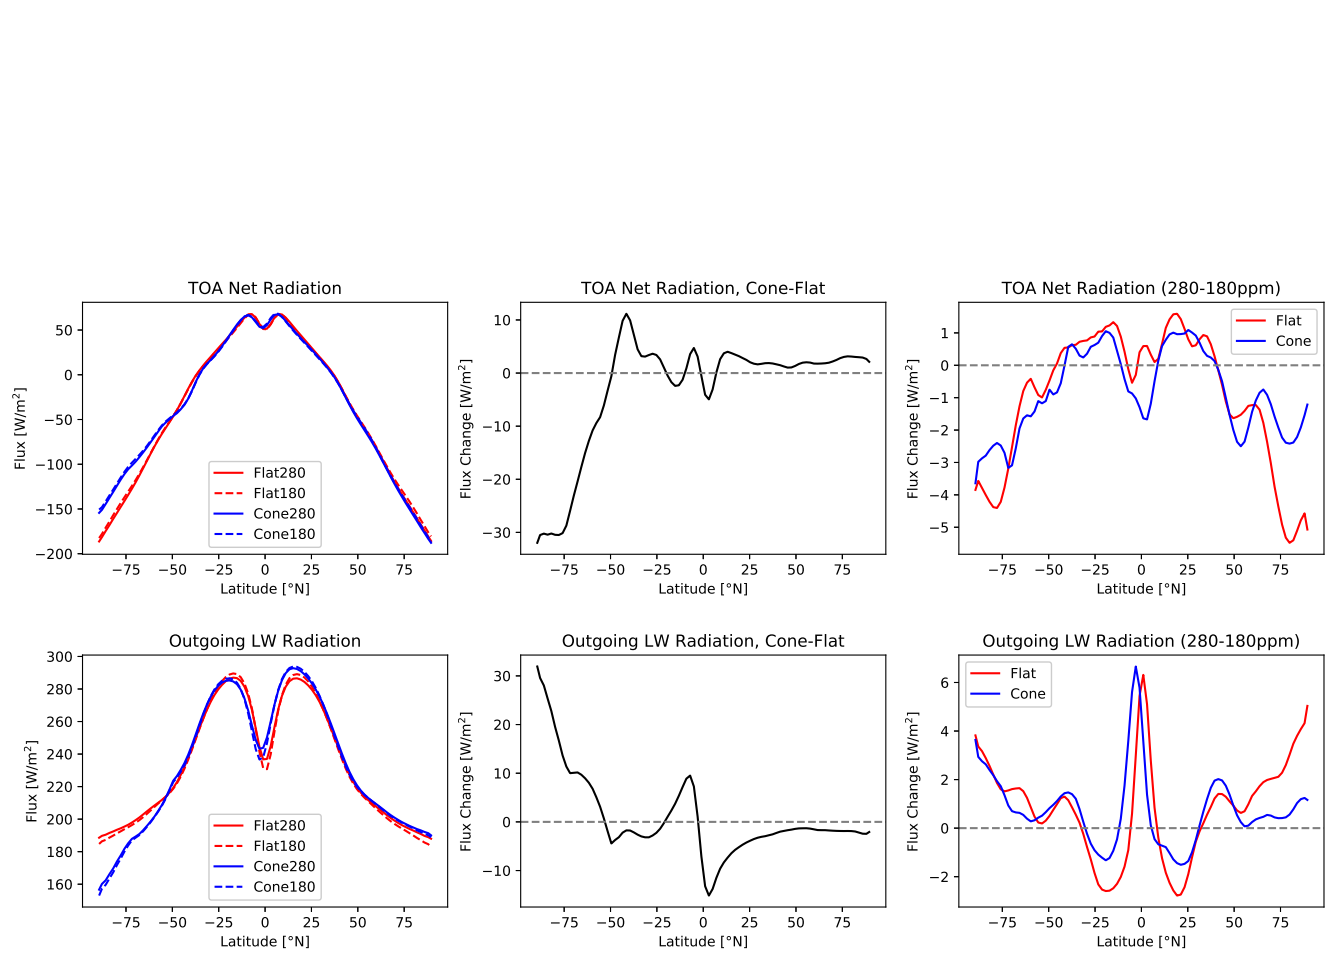 TOA Net Radiation
TOA Net Radiation, Cone-Flat
TOA Net Radiation (280-180ppm)
Flux [W/m²]
50
0
−50
−100
−150
−200
−75 −50 −25 0 25 50 75
Latitude [°N]
Flat280
Flat180
Cone280
Cone180
Flux Change [W/m²]
10
0
−10
−20
−30
−75 −50 −25 0 25 50 75
Latitude [°N]
Flux Change [W/m²]
1
0
−1
−2
−3
−4
−5
−75 −50 −25 0 25 50 75
Latitude [°N]
Flat
Cone
Outgoing LW Radiation
Outgoing LW Radiation, Cone-Flat
Outgoing LW Radiation (280-180ppm)
Flux [W/m²]
300
280
260
240
220
200
180
160
−75 −50 −25 0 25 50 75
Latitude [°N]
Flat280
Flat180
Cone280
Cone180
Flux Change [W/m²]
30
20
10
0
−10
−75 −50 −25 0 25 50 75
Latitude [°N]
Flux Change [W/m²]
6
4
2
0
−2
−75 −50 −25 0 25 50 75
Latitude [°N]
Flat
Cone